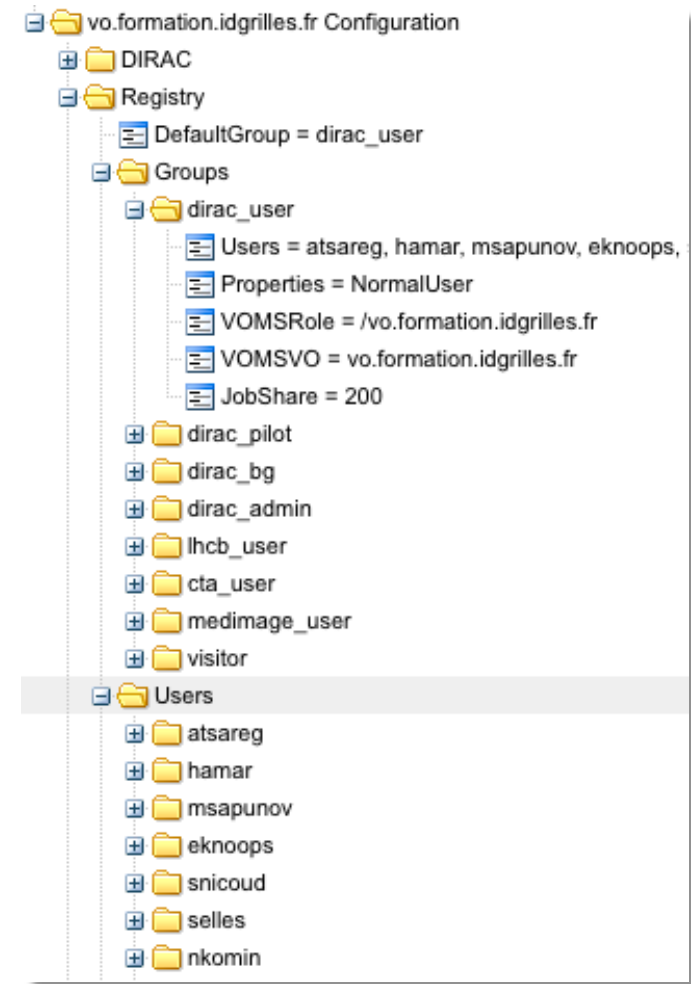 vo.formation.idgrilles.fr Configuration
DIRAC
Registry
DefaultGroup = dirac_user
Groups
dirac_user
Users = atsareg, hamar, msapunov, eknoops,
Properties = NormalUser
VOMSRole = /vo.formation.idgrilles.fr
VOMSVO = vo.formation.idgrilles.fr
JobShare = 200
dirac_pilot
dirac_bg
dirac_admin
lhcb_user
cta_user
medimage_user
visitor
Users
atsareg
hamar
msapunov
eknoops
snicoud
selles
nkomin